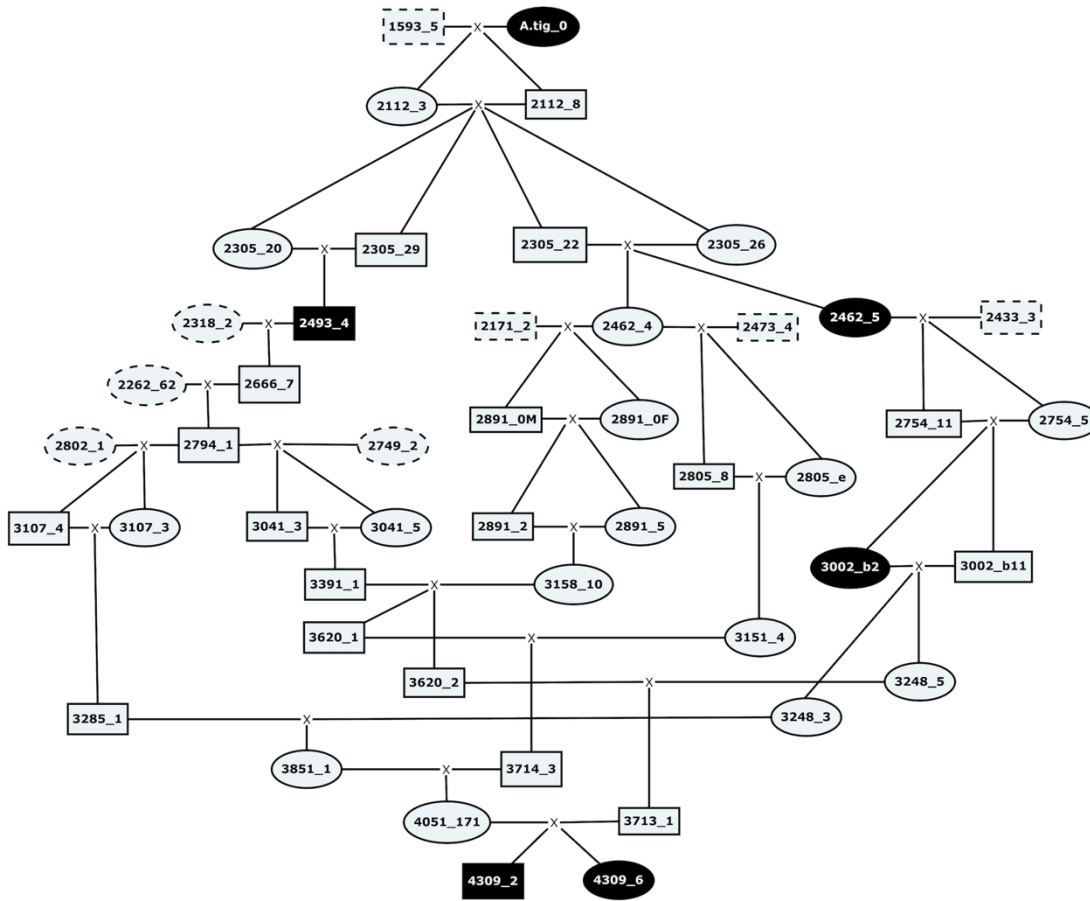 1593_5 X A.tig_0
2112_3 X 2112_8
2305_20 X 2305_29 2305_22 X 2305_26
2318_2 X 2493_4 2171_2 X 2462_4 X 2473_4 2462_5 X 2433_3
2262_62 X 2666_7
2891_0M X 2891_0F 2754_11 X 2754_5
2802_1 X 2794_1 X 2749_2
2805_8 X 2805_e
3107_4 X 3107_3 3041_3 X 3041_5 2891_2 X 2891_5
3002_b2 X 3002_b11
3391_1 X 3158_10
3620_1 X 3151_4
3620_2 X 3248_5
3285_1 X 3248_3
3851_1 X 3714_3
4051_171 X 3713_1
4309_2 4309_6